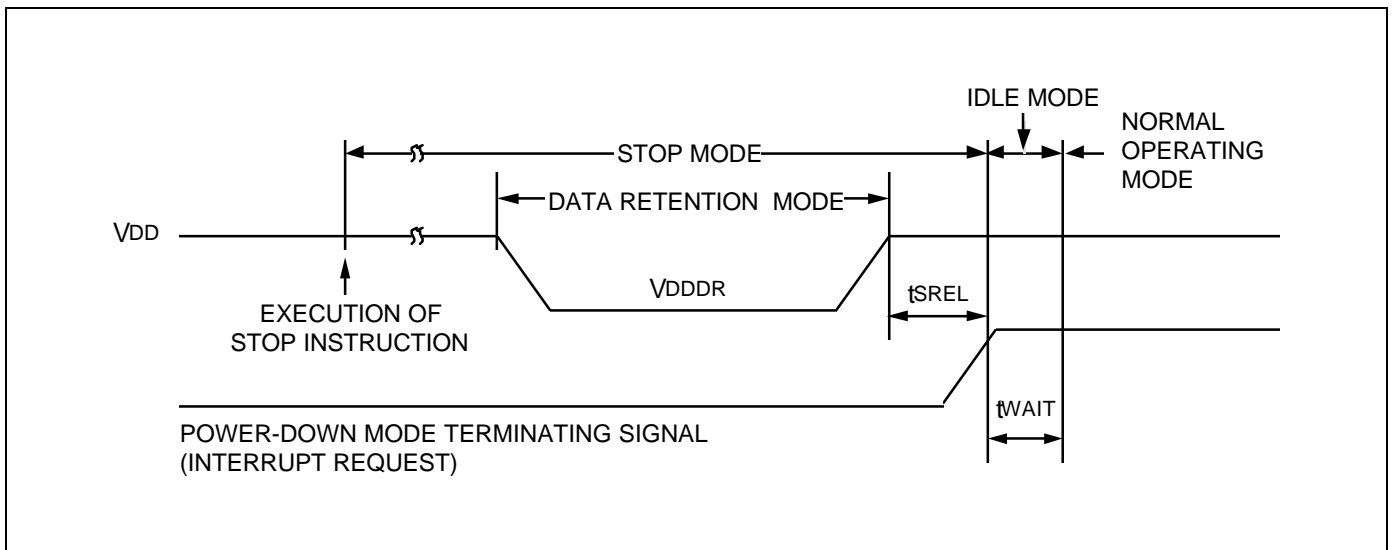 IDLE MODE
NORMAL
OPERATING
MODE
STOP MODE
DATA RETENTION MODE
VDD
VDDDR
tSREL
EXECUTION OF
STOP INSTRUCTION
tWAIT
POWER-DOWN MODE TERMINATING SIGNAL
(INTERRUPT REQUEST)